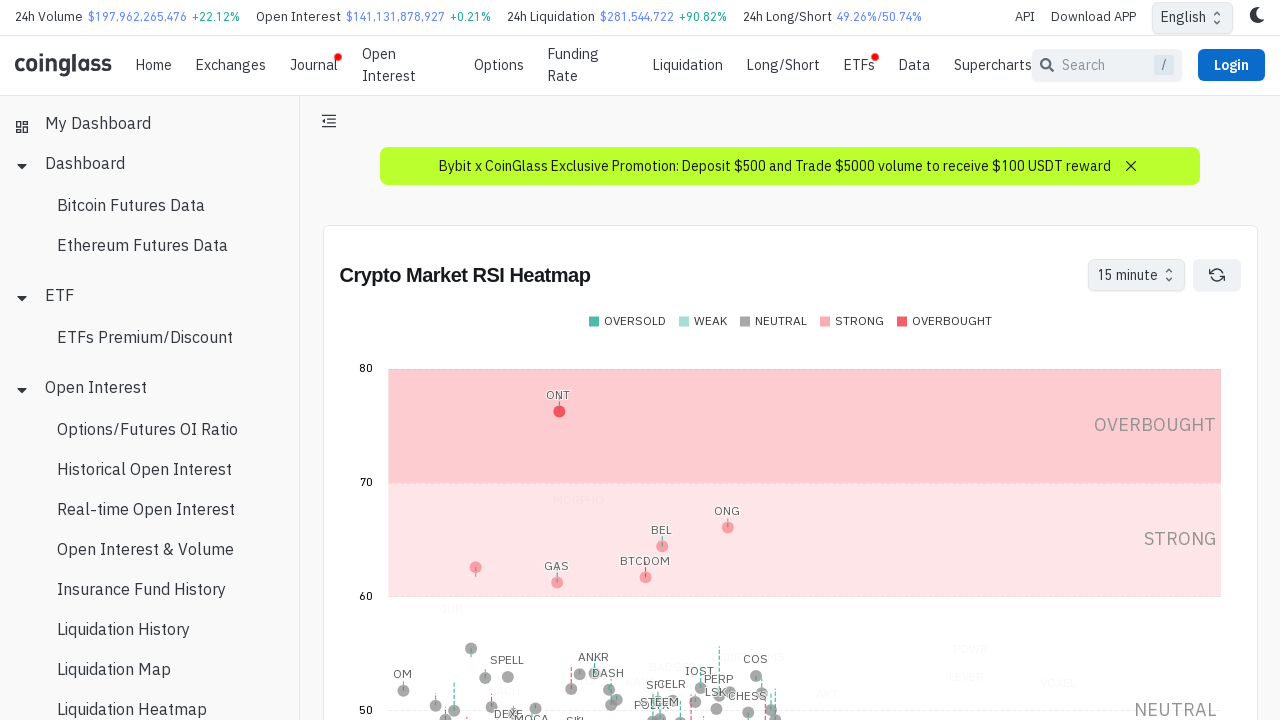 24h Volume $197,962,265,476 +22.12% Open Interest $141,131,878,927 +0.21% 24h Liquidation $281,544,722 +90.82% 24h Long/Short 49.26%/50.74% API Download APP English
coinglass Home Exchanges Journal Open Interest Options Funding Rate Liquidation Long/Short ETFs Data Supercharts Search / Login
My Dashboard
Dashboard
Bitcoin Futures Data
Ethereum Futures Data
ETF
ETFs Premium/Discount
Open Interest
Options/Futures OI Ratio
Historical Open Interest
Real-time Open Interest
Open Interest & Volume
Insurance Fund History
Liquidation History
Liquidation Map
Liquidation Heatmap
Bybit x CoinGlass Exclusive Promotion: Deposit $500 and Trade $5000 volume to receive $100 USDT reward
Crypto Market RSI Heatmap 15 minute
OVERSOLD WEAK NEUTRAL STRONG OVERBOUGHT
80
ONT
OVERBOUGHT
70
MORPHO
ONG
BEL
STRONG
BTCDOM
GAS
60
COS
ANKR
SPELL
IOST
OM
DASH
PERP
CELR
LSK
CHESS
STEEM
50
NEUTRAL